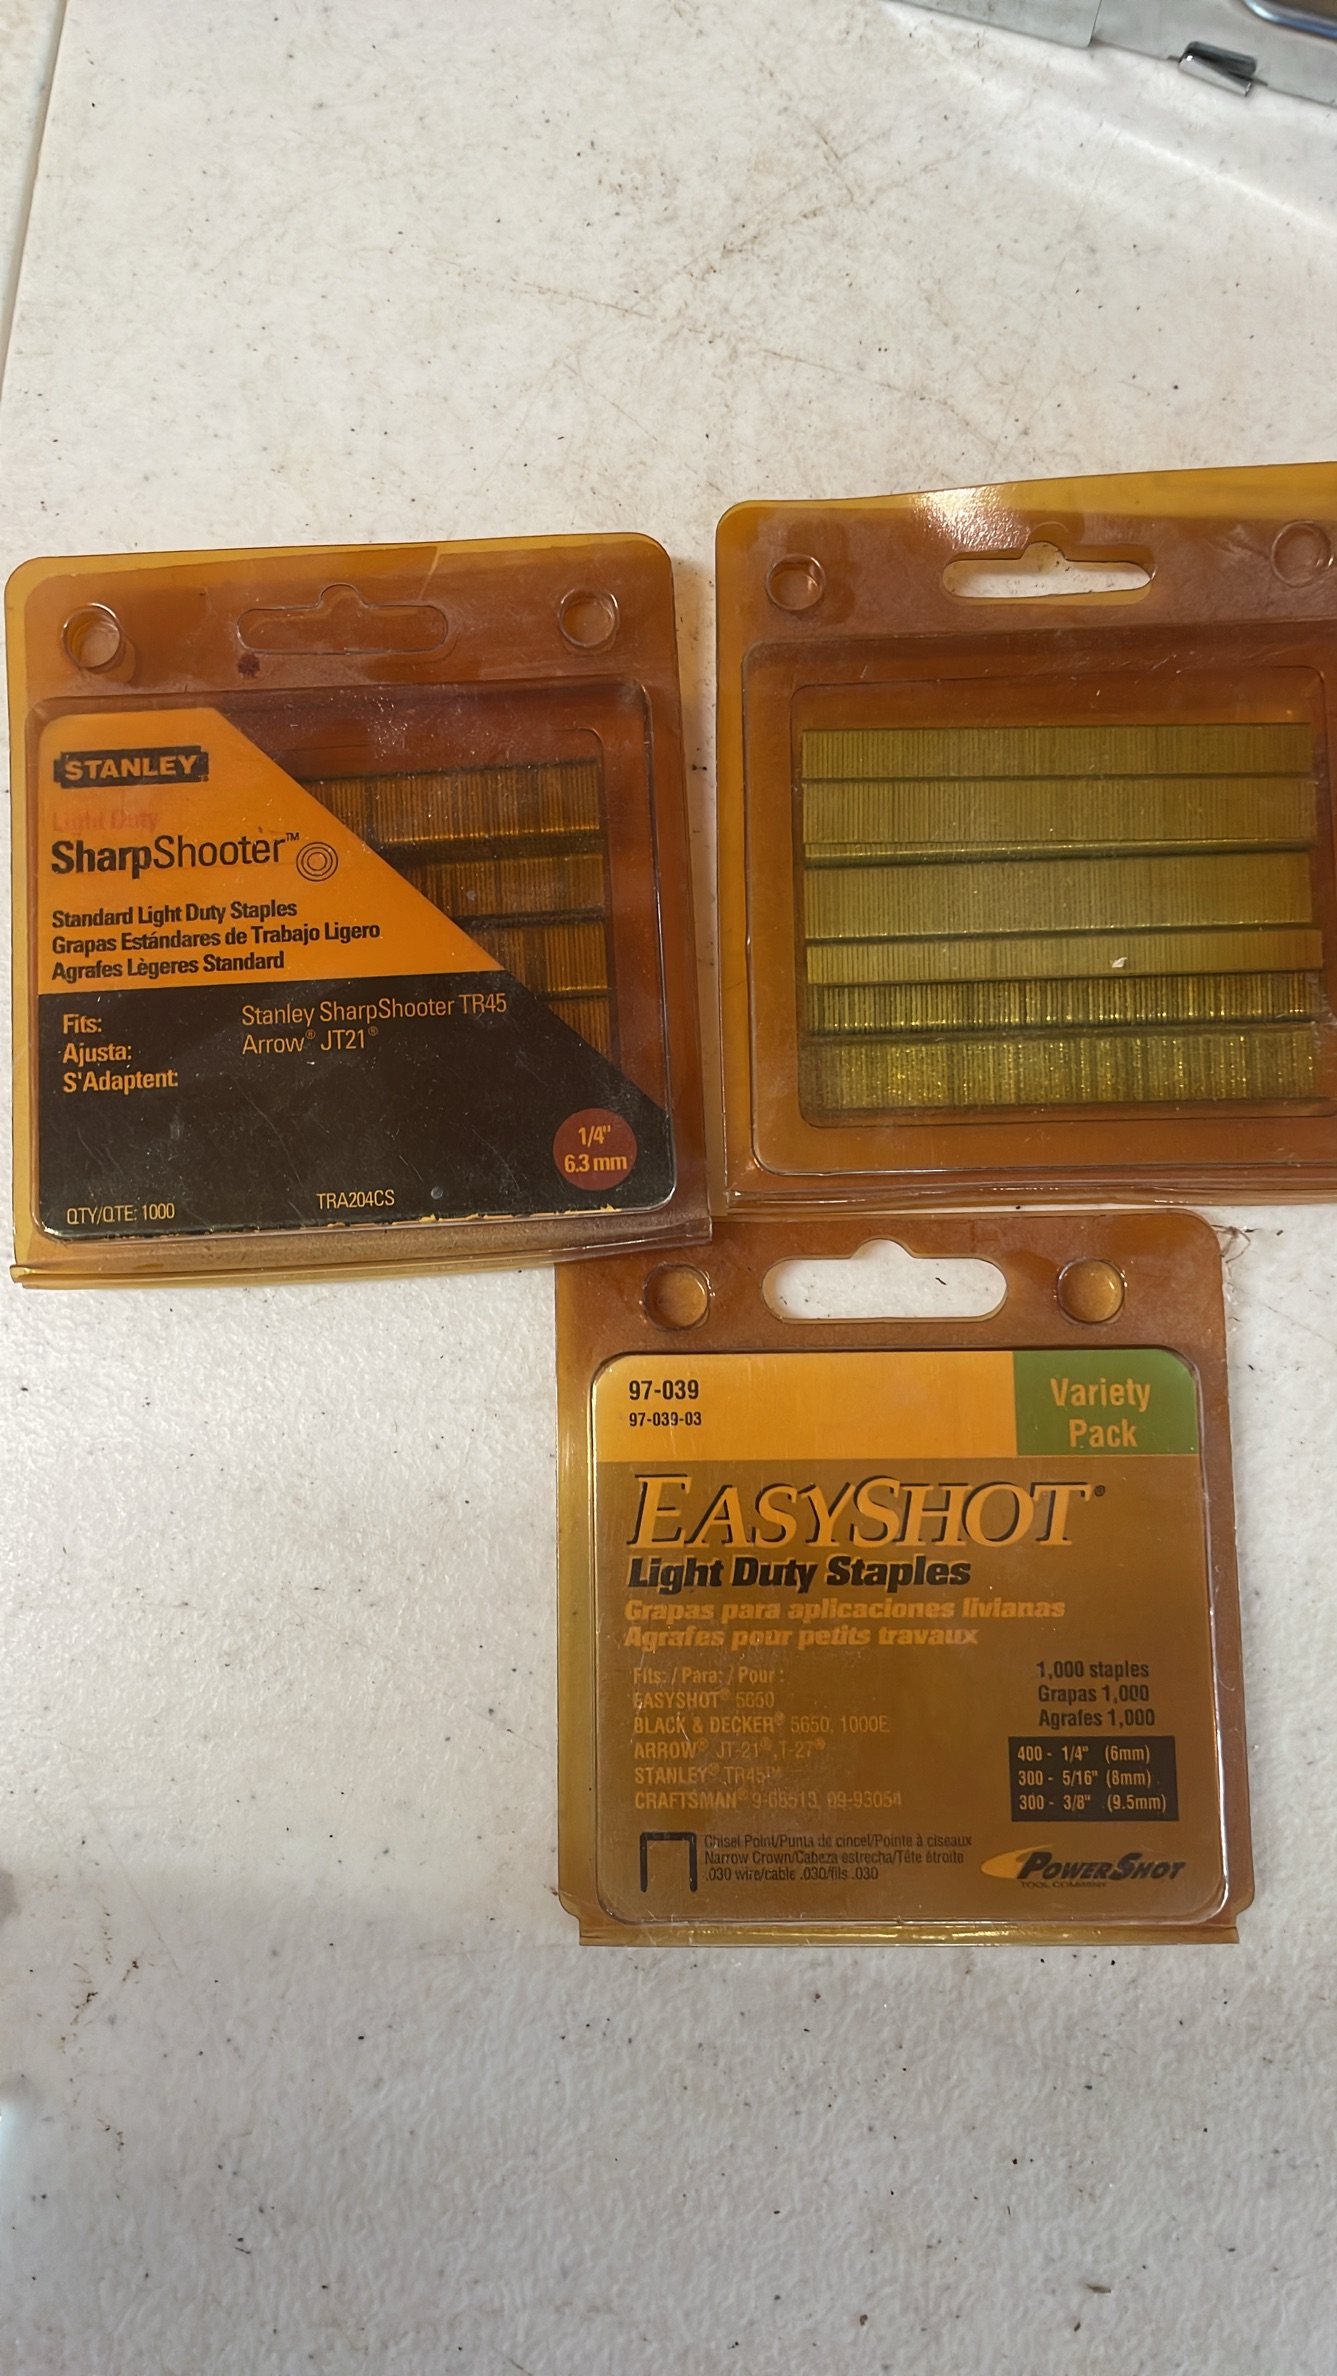 STANLEY
Light Duty
SharpShooter™
Standard Light Duty Staples
Grapas Estándares de Trabajo Ligero
Agrafes Lègeres Standard
Fits:
Ajusta:
S'Adaptent:
Stanley SharpShooter TR45
Arrow® JT21®
1/4"
6.3 mm
QTY/QTE: 1000
TRA204CS
97-039
97-039-03
Variety
Pack
EASYSHOT®
Light Duty Staples
Grapas para aplicaciones livianas
Agrafes pour petits travaux
Fits: / Para: / Pour :
EASYSHOT® 5650
BLACK & DECKER® 5650, 1000E
ARROW® JT-21®, T-27®
STANLEY® TR45™
CRAFTSMAN®
1,000 staples
Grapas 1,000
Agrafes 1,000
400 - 1/4" (6mm)
300 - 5/16" (8mm)
300 - 3/8" (9.5mm)
Chisel Point/Punta de cincel/Pointe à ciseaux
Narrow Crown/Cabeza estrecha/Tête étroite
.030 wire/cable .030/fils .030
POWERSHOT
TOOL COMPANY